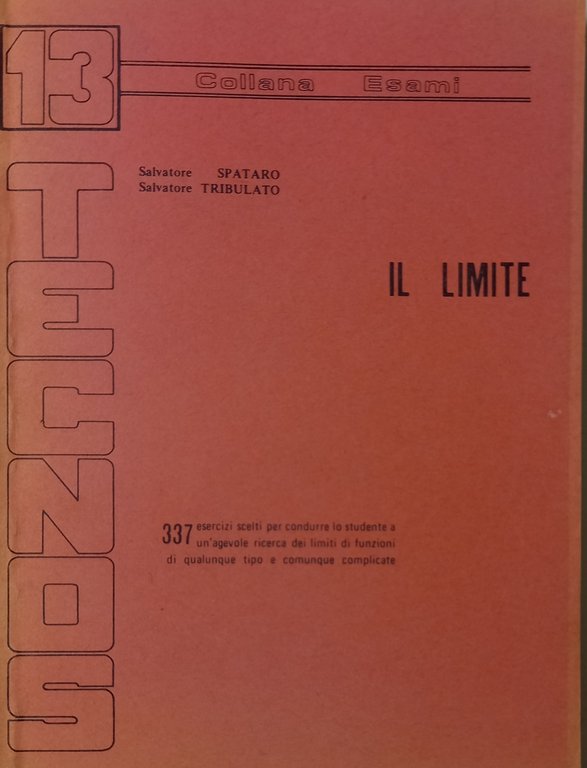 13
Collana Esami
TECNOS
Salvatore SPATARO
Salvatore TRIBULATO
IL LIMITE
337 esercizi scelti per condurre lo studente a
un'agevole ricerca dei limiti di funzioni
di qualunque tipo e comunque complicate